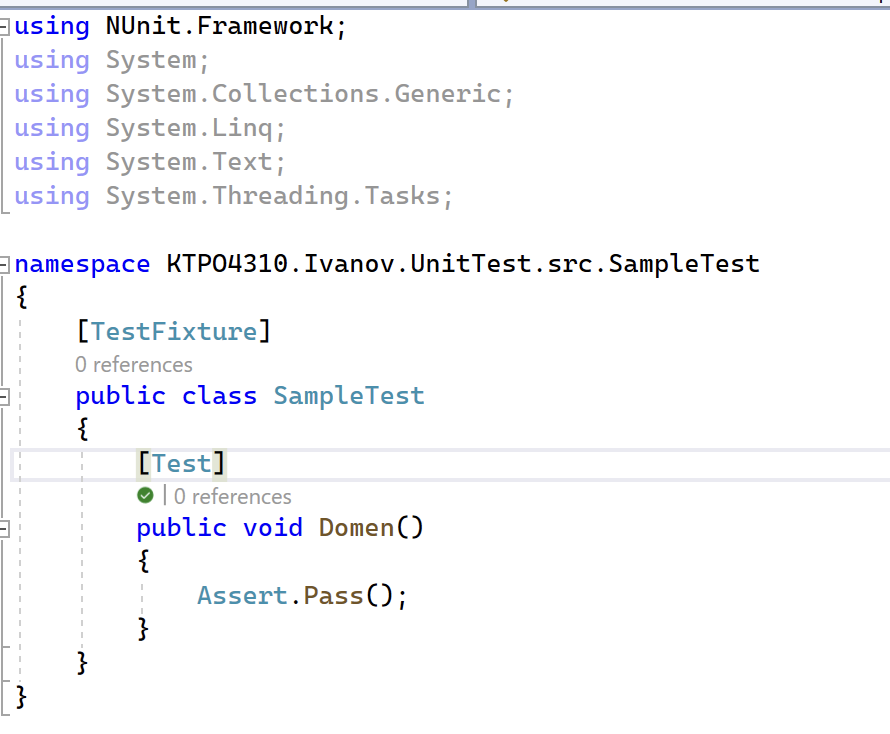 using NUnit.Framework;
using System;
using System.Collections.Generic;
using System.Linq;
using System.Text;
using System.Threading.Tasks;
namespace KTPO4310.Ivanov.UnitTest.src.SampleTest
{
[TestFixture]
0 references
public class SampleTest
{
[Test]
| 0 references
public void Domen()
{
Assert.Pass();
}
}
}